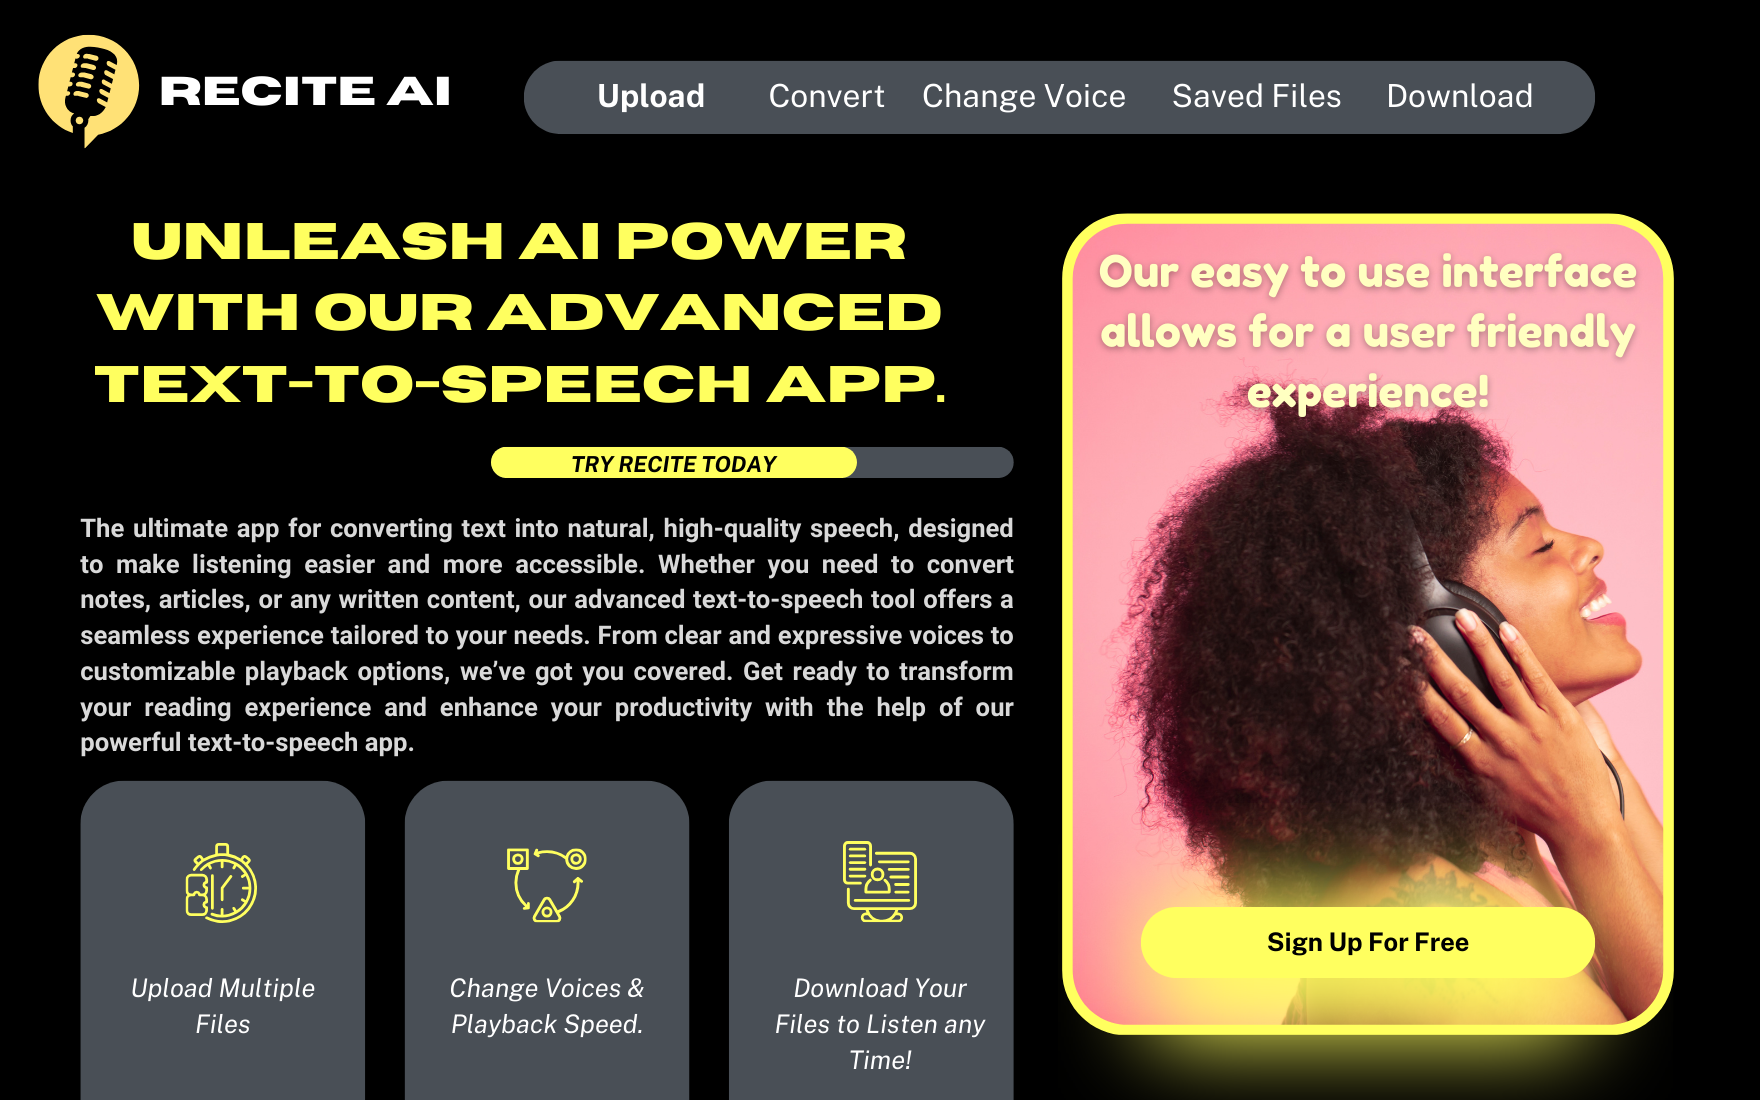 RECITE AI
Upload
Convert
Change Voice
Saved Files
Download
UNLEASH AI POWER
WITH OUR ADVANCED
TEXT-TO-SPEECH APP.
TRY RECITE TODAY
The ultimate app for converting text into natural, high-quality speech, designed
to make listening easier and more accessible. Whether you need to convert
notes, articles, or any written content, our advanced text-to-speech tool offers a
seamless experience tailored to your needs. From clear and expressive voices to
customizable playback options, we’ve got you covered. Get ready to transform
your reading experience and enhance your productivity with the help of our
powerful text-to-speech app.
Upload Multiple
Files
Change Voices &
Playback Speed.
Download Your
Files to Listen any
Time!
Our easy to use interface
allows for a user friendly
experience!
Sign Up For Free